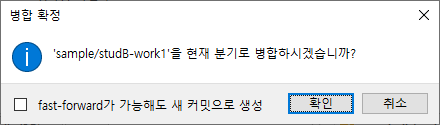 병합 확정
'sample/studB-work1'을 현재 분기로 병합하시겠습니까?
fast-forward가 가능해도 새 커밋으로 생성
확인
취소